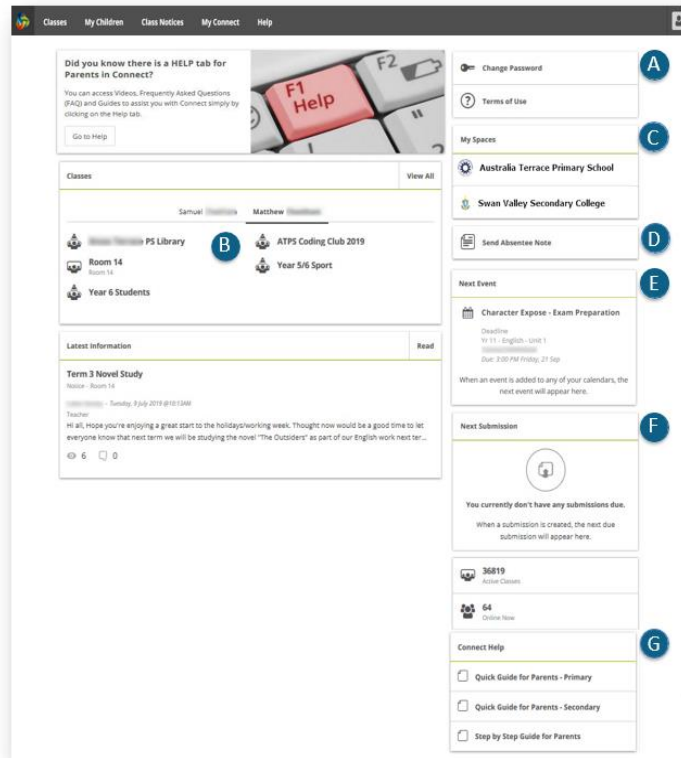 Classes My Children Class Notices My Connect Help
Did you know there is a HELP tab for
Parents in Connect?
You can access Videos, Frequently Asked Questions
(FAQ) and Guides to assist you with Connect simply by
clicking on the Help tab.
Go to Help
F1
Help
F2
Classes View All
Samuel Matthew
PS Library
B
ATPS Coding Club 2019
Room 14
Room 14
Year 5/6 Sport
Year 6 Students
Latest Information Read
Term 3 Novel Study
Notice - Room 14
– Tuesday, 9 July 2019 @10:13AM
Teacher
Hi all, Hope you're enjoying a great start to the holidays/working week. Thought now would be a good time to let
everyone know that next term we will be studying the novel "The Outsiders" as part of our English work next ter...
6 0
Change Password
A
Terms of Use
My Spaces
C
Australia Terrace Primary School
Swan Valley Secondary College
Send Absentee Note
D
Next Event
E
Character Expose - Exam Preparation
Deadline
Yr 11 - English - Unit 1
Due: 3:00 PM Friday, 21 Sep
When an event is added to any of your calendars, the
next event will appear here.
Next Submission
F
You currently don't have any submissions due.
When a submission is created, the next due
submission will appear here.
36819
Active Classes
64
Online Now
Connect Help
G
Quick Guide for Parents - Primary
Quick Guide for Parents - Secondary
Step by Step Guide for Parents